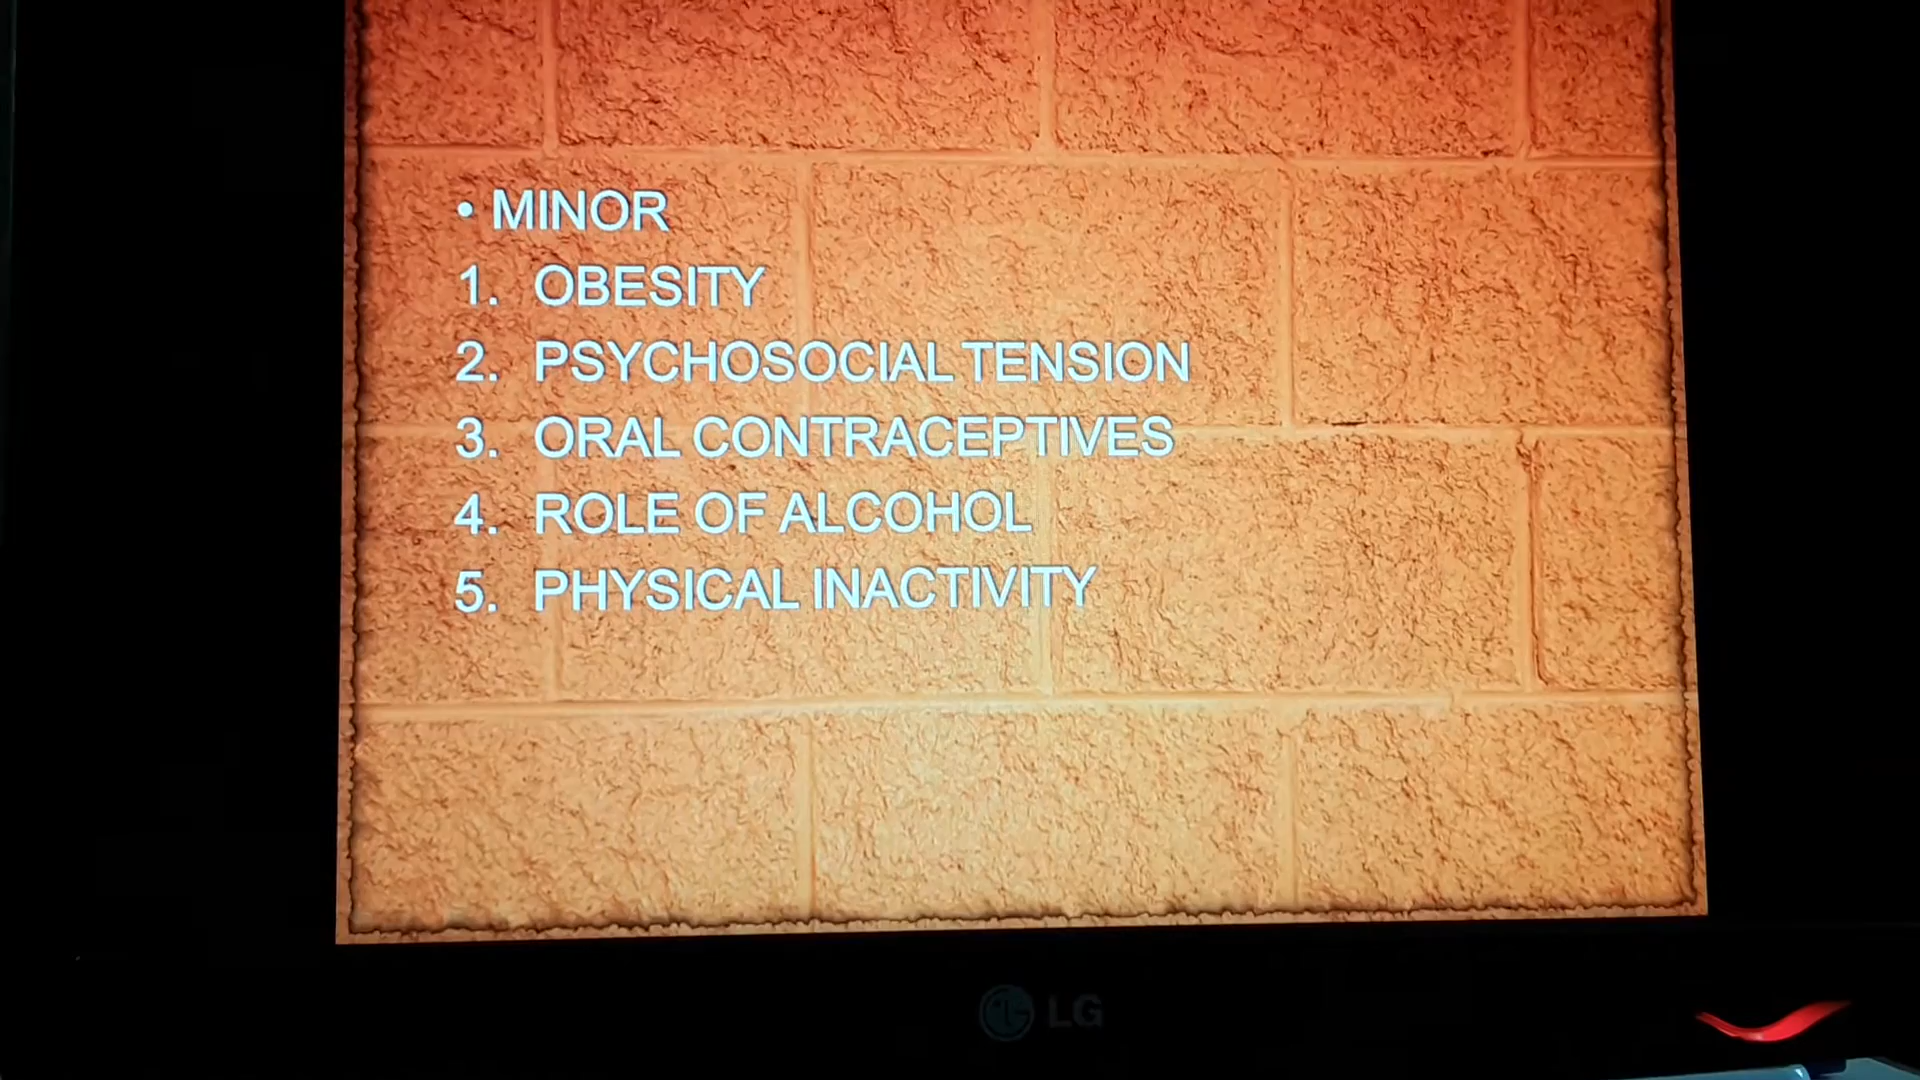 • MINOR
1. OBESITY
2. PSYCHOSOCIAL TENSION
3. ORAL CONTRACEPTIVES
4. ROLE OF ALCOHOL
5. PHYSICAL INACTIVITY
LG